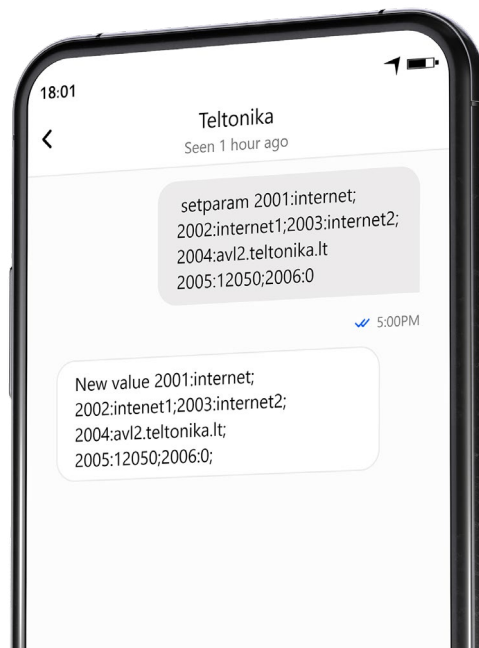 18:01
Teltonika
Seen 1 hour ago
setparam 2001:internet;
2002:internet1;2003:internet2;
2004:avl2.teltonika.lt
2005:12050;2006:0
5:00PM
New value 2001:internet;
2002:intenet1;2003:internet2;
2004:avl2.teltonika.lt;
2005:12050;2006:0;